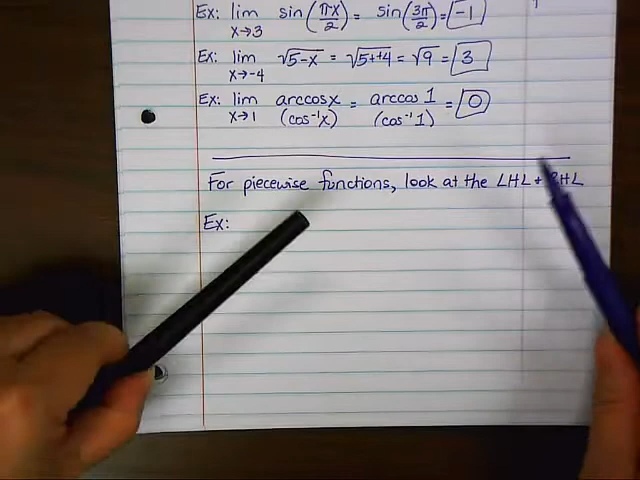 Ex: lim x→3 sin(πx/2) = sin(3π/2) = -1
Ex: lim x→-4 √5-x = √5++4 = √9 = 3
Ex: lim x→1 arccosx (cos⁻¹x) = arccos 1 (cos⁻¹ 1) = 0
For piecewise functions, look at the LHL + RHL
Ex: